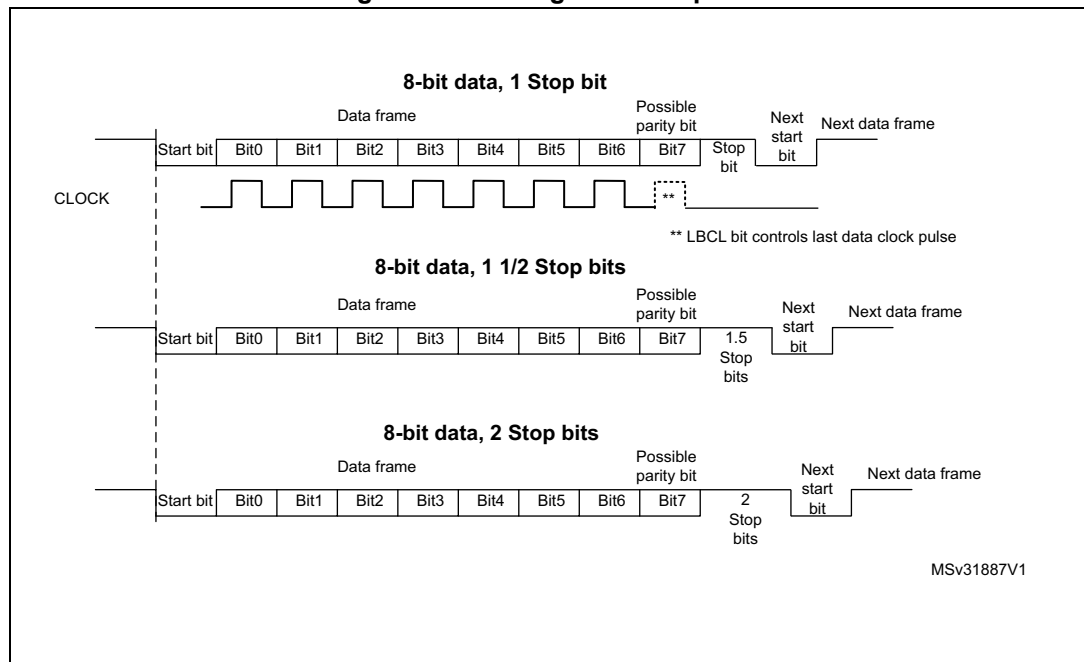 8-bit data, 1 Stop bit
Data frame
Possible parity bit
Next start bit
Next data frame
Start bit Bit0 Bit1 Bit2 Bit3 Bit4 Bit5 Bit6 Bit7 Stop bit
CLOCK
**
** LBCL bit controls last data clock pulse
8-bit data, 1 1/2 Stop bits
Data frame
Possible parity bit
Next start bit
Next data frame
Start bit Bit0 Bit1 Bit2 Bit3 Bit4 Bit5 Bit6 Bit7 1.5 Stop bits
8-bit data, 2 Stop bits
Data frame
Possible parity bit
Next start bit
Next data frame
Start bit Bit0 Bit1 Bit2 Bit3 Bit4 Bit5 Bit6 Bit7 2 Stop bits
MSv31887V1